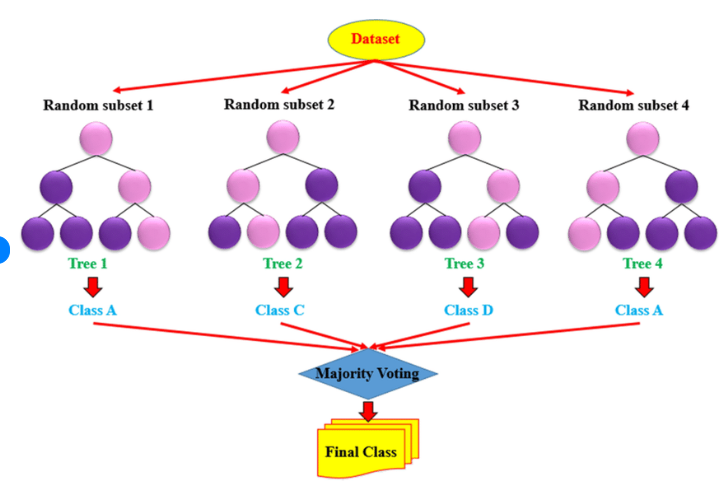 Dataset
Random subset 1
Random subset 2
Random subset 3
Random subset 4
Tree 1
Tree 2
Tree 3
Tree 4
Class A
Class C
Class D
Class A
Majority Voting
Final Class